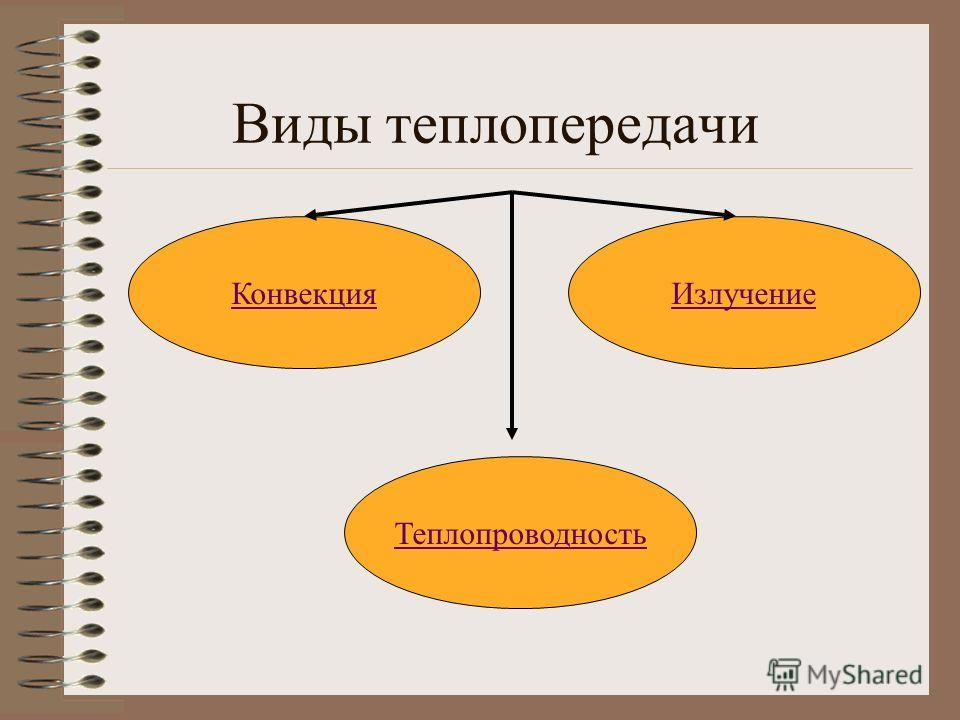 Виды теплопередачи
Конвекция
Излучение
Теплопроводность
MyShared